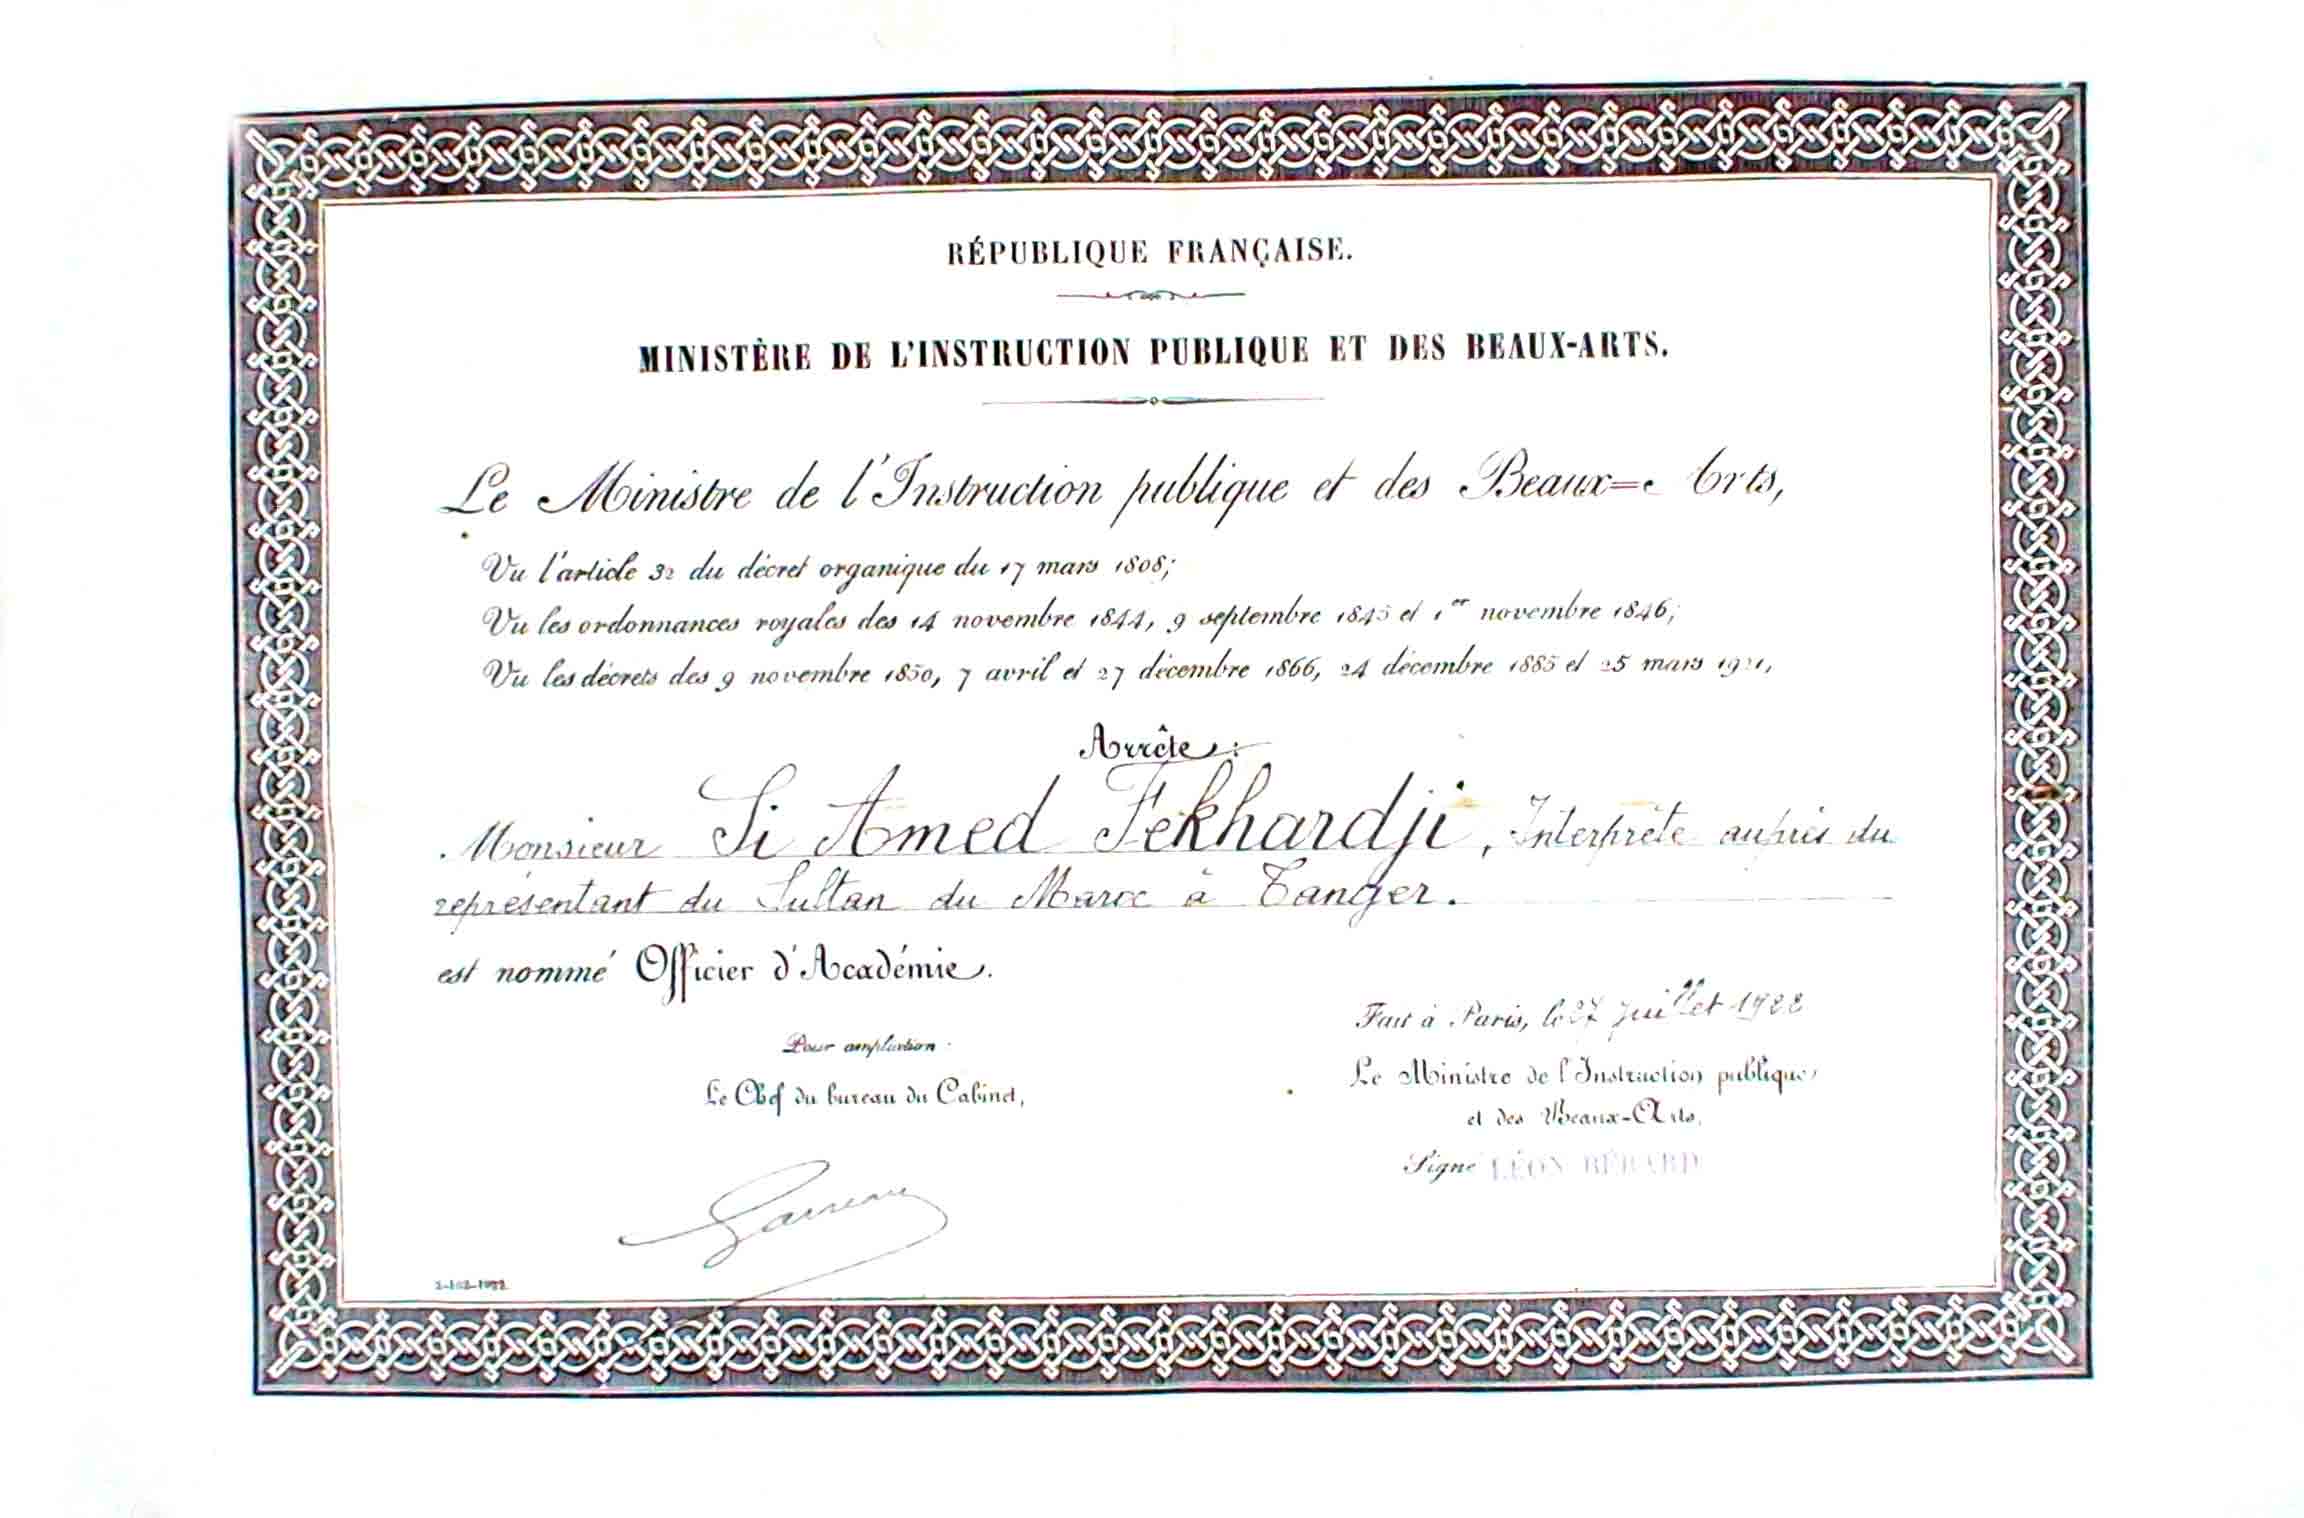 RÉPUBLIQUE FRANÇAISE.
MINISTÈRE DE L'INSTRUCTION PUBLIQUE ET DES BEAUX-ARTS.
Le Ministre de l'Instruction publique et des Beaux=Arts,
Vu l'article 32 du décret organique du 17 mars 1808;
Vu les ordonnances royales des 14 novembre 1844, 9 septembre 1845 et 1er novembre 1846;
Vu les décrets des 9 novembre 1850, 7 avril et 27 décembre 1866, 24 décembre 1885 et 25 mars 1921,
Arrête:
Monsieur Si Amed Fekhardji, Interprète auprès du
représentant du Sultan du Maroc à Tanger.
est nommé Officier d'Académie.
Fait à Paris, le 27 juillet 1922
Pour ampliation:
Le Chef du bureau du Cabinet,
Le Ministre de l'Instruction publique
et des Beaux-Arts,
Signé LÉON BÉRARD